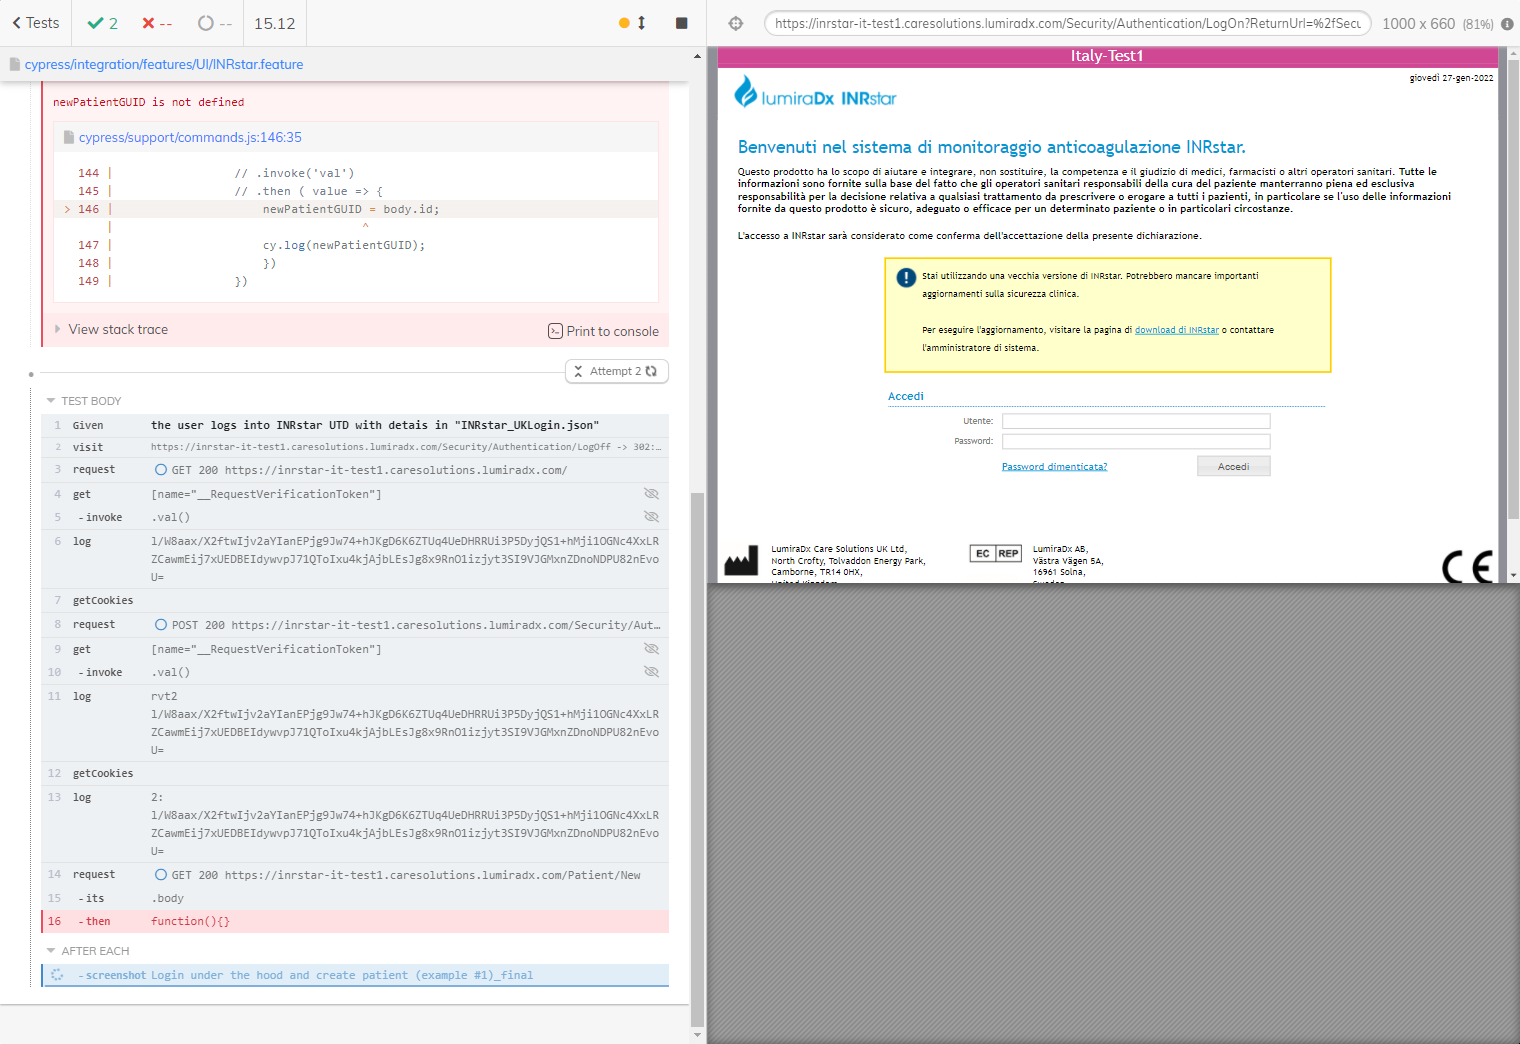 Tests
2
--
--
15.12
cypress/integration/features/UI/INRstar.feature
newPatientGUID is not defined
cypress/support/commands.js:146:35
144 | // .invoke('val')
145 | // .then ( value => {
> 146 | newPatientGUID = body.id;
| ^
147 | cy.log(newPatientGUID);
148 | })
149 | })
View stack trace
Print to console
Attempt 2
TEST BODY
1 Given the user logs into INRstar UTD with detais in "INRstar_UKLogin.json"
2 visit https://inrstar-it-test1.caresolutions.lumiradx.com/Security/Authentication/LogOff -> 302:…
3 request GET 200 https://inrstar-it-test1.caresolutions.lumiradx.com/
4 get [name="__RequestVerificationToken"]
5 -invoke .val()
6 log l/W8aax/X2ftwIjv2aYIanEPjg9Jw74+hJKgD6K6ZTUq4UeDHRRUi3P5DyjQS1+hMji1OGNc4XxLR
ZCawmEij7xUEDBEIdywvpJ71QToIxu4kjAjbLEsJg8x9RnO1izjyt3SI9VJGMxnZDnoNDPU82nEvo
U=
7 getCookies
8 request POST 200 https://inrstar-it-test1.caresolutions.lumiradx.com/Security/Aut…
9 get [name="__RequestVerificationToken"]
10 -invoke .val()
11 log rvt2
l/W8aax/X2ftwIjv2aYIanEPjg9Jw74+hJKgD6K6ZTUq4UeDHRRUi3P5DyjQS1+hMji1OGNc4XxLR
ZCawmEij7xUEDBEIdywvpJ71QToIxu4kjAjbLEsJg8x9RnO1izjyt3SI9VJGMxnZDnoNDPU82nEvo
U=
12 getCookies
13 log 2:
l/W8aax/X2ftwIjv2aYIanEPjg9Jw74+hJKgD6K6ZTUq4UeDHRRUi3P5DyjQS1+hMji1OGNc4XxLR
ZCawmEij7xUEDBEIdywvpJ71QToIxu4kjAjbLEsJg8x9RnO1izjyt3SI9VJGMxnZDnoNDPU82nEvo
U=
14 request GET 200 https://inrstar-it-test1.caresolutions.lumiradx.com/Patient/New
15 -its .body
16 -then function(){}
AFTER EACH
-screenshot Login under the hood and create patient (example #1)_final
https://inrstar-it-test1.caresolutions.lumiradx.com/Security/Authentication/LogOn?ReturnUrl=%2fSecu
1000 x 660 (81%)
Italy-Test1
giovedì 27-gen-2022
lumiraDx INRstar
Benvenuti nel sistema di monitoraggio anticoagulazione INRstar.
Questo prodotto ha lo scopo di aiutare e integrare, non sostituire, la competenza e il giudizio di medici, farmacisti o altri operatori sanitari. Tutte le
informazioni sono fornite sulla base del fatto che gli operatori sanitari responsabili della cura del paziente manterranno piena ed esclusiva
responsabilità per la decisione relativa a qualsiasi trattamento da prescrivere o erogare a tutti i pazienti, in particolare se l'uso delle informazioni
fornite da questo prodotto è sicuro, adeguato o efficace per un determinato paziente o in particolari circostanze.
L'accesso a INRstar sarà considerato come conferma dell'accettazione della presente dichiarazione.
Stai utilizzando una vecchia versione di INRstar. Potrebbero mancare importanti
aggiornamenti sulla sicurezza clinica.
Per eseguire l'aggiornamento, visitare la pagina di download di INRstar o contattare
l'amministratore di sistema.
Accedi
Utente:
Password:
Password dimenticata?
Accedi
LumiraDx Care Solutions UK Ltd,
North Crofty, Tolvaddon Energy Park,
Camborne, TR14 0HX,
United Kingdom
EC REP
LumiraDx AB,
Västra Vägen 5A,
16961 Solna,
Sweden
CE